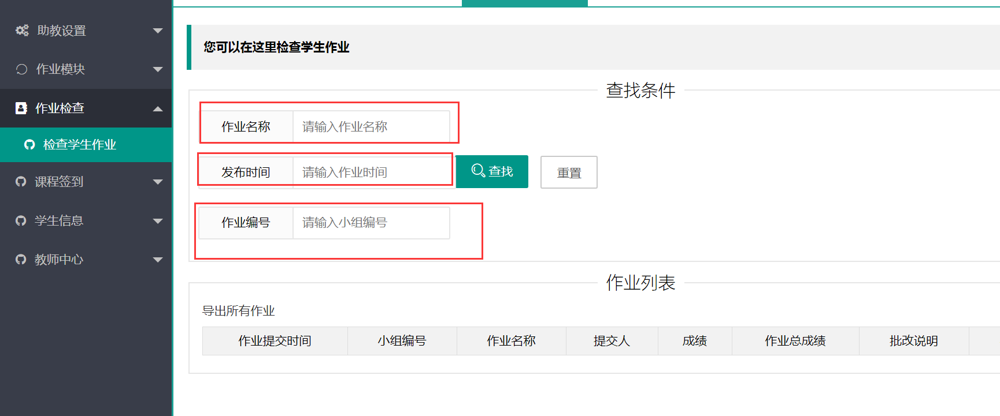 助教设置
作业模块
作业检查
检查学生作业
课程签到
学生信息
教师中心
您可以在这里检查学生作业
查找条件
作业名称 请输入作业名称
发布时间 请输入作业时间 查找 重置
作业编号 请输入小组编号
作业列表
导出所有作业
作业提交时间 小组编号 作业名称 提交人 成绩 作业总成绩 批改说明